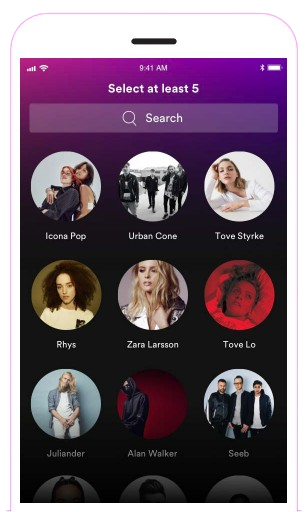 9:41 AM
Select at least 5
Search
Icona Pop
Urban Cone
Tove Styrke
Rhys
Zara Larsson
Tove Lo
Juliander
Alan Walker
Seeb